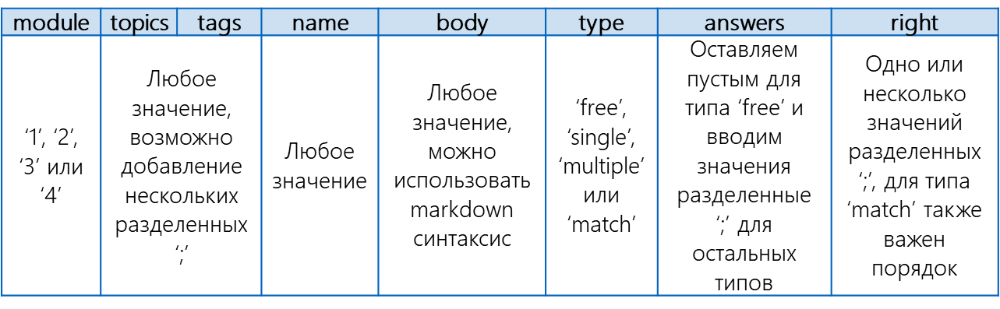 module topics tags name body type answers right
‘1’, ‘2’,
‘3’ или
‘4’
Любое
значение,
возможно
добавление
нескольких
разделенных
‘;’
Любое
значение
Любое
значение,
можно
использовать
markdown
синтаксис
‘free’,
‘single’,
‘multiple’
или
‘match’
Оставляем
пустым для
типа ‘free’ и
вводим
значения
разделенные
‘;’ для
остальных
типов
Одно или
несколько
значений
разделенных
‘;’, для типа
‘match’ также
важен
порядок